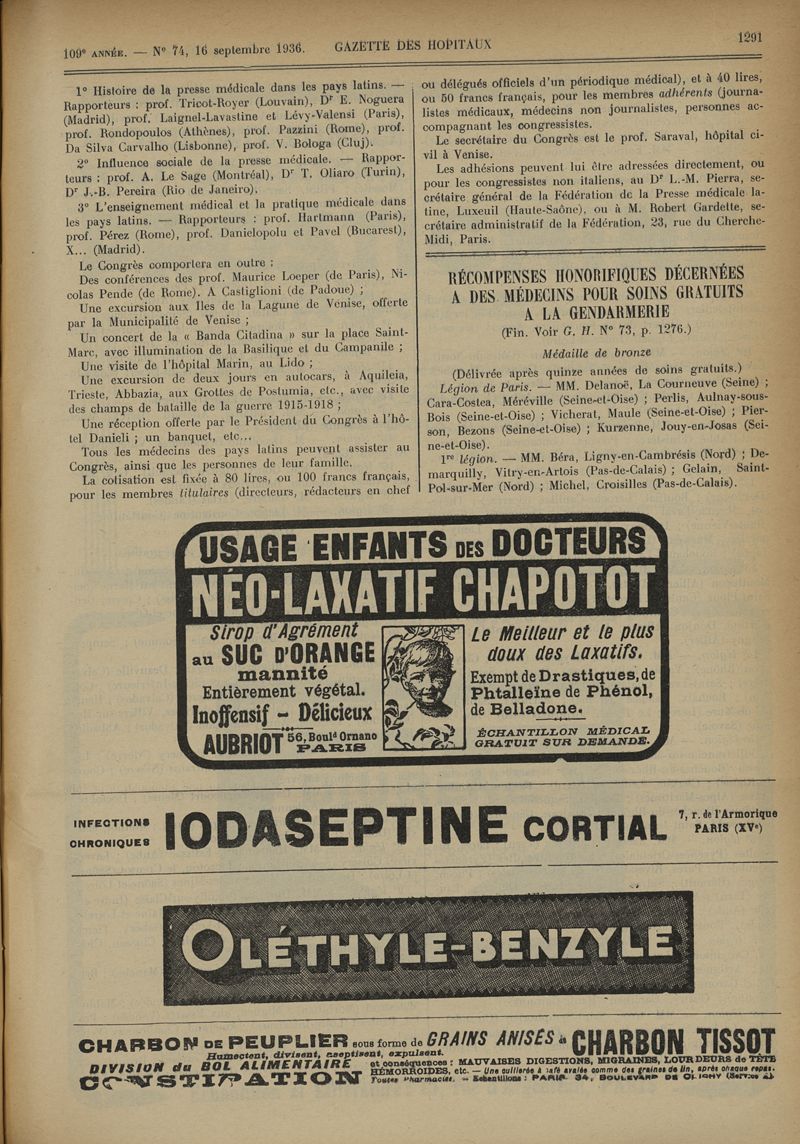 109e ANNÉE. — N° 74, 16 septembre 1936. GAZETTE DES HOPITAUX 1291
1° Histoire de la presse médicale dans les pays latins. —
Rapporteurs : prof. Tricot-Royer (Louvain), Dr E. Noguera
(Madrid), prof. Laignel-Lavastine et Lévy-Valensi (Paris),
prof. Rondopoulos (Athènes), prof. Pazzini (Rome), prof.
Da Silva Carvalho (Lisbonne), prof. V. Bologa (Cluj).
2° Influence sociale de la presse médicale. — Rappor-
teurs : prof. A. Le Sage (Montréal), Dr T. Oliaro (Turin),
Dr J.-B. Pereira (Rio de Janeiro).
3° L'enseignement médical et la pratique médicale dans
les pays latins. — Rapporteurs : prof. Hartmann (Paris),
prof. Pérez (Rome), prof. Danielopolu et Pavel (Bucarest),
X... (Madrid).
Le Congrès comportera en outre :
Des conférences des prof. Maurice Loeper (de Paris), Ni-
colas Pende (de Rome), A Castiglioni (de Padoue) ;
Une excursion aux Iles de la Lagune de Venise, offerte
par la Municipalité de Venise ;
Un concert de la « Banda Citadina » sur la place Saint-
Marc, avec illumination de la Basilique et du Campanile ;
Une visite de l'hôpital Marin, au Lido ;
Une excursion de deux jours en autocars, à Aquileia,
Trieste, Abbazia, aux Grottes de Postumia, etc., avec visite
des champs de bataille de la guerre 1915-1918 ;
Une réception offerte par le Président du Congrès à l'hô-
tel Danieli ; un banquet, etc...
Tous les médecins des pays latins peuvent assister au
Congrès, ainsi que les personnes de leur famille.
La cotisation est fixée à 80 lires, ou 100 francs français,
pour les membres titulaires (directeurs, rédacteurs en chef
ou délégués officiels d'un périodique médical), et à 40 lires,
ou 50 francs français, pour les membres adhérents (journa-
listes médicaux, médecins non journalistes, personnes ac-
compagnant les congressistes.
Le secrétaire du Congrès est le prof. Saraval, hôpital ci-
vil à Venise.
Les adhésions peuvent lui être adressées directement, ou
pour les congressistes non italiens, au Dr L.-M. Pierra, se-
crétaire général de la Fédération de la Presse médicale la-
tine, Luxeuil (Haute-Saône), ou à M. Robert Gardette, se-
crétaire administratif de la Fédération, 23, rue du Cherche-
Midi, Paris.
RÉCOMPENSES HONORIFIQUES DÉCERNÉES
A DES MÉDECINS POUR SOINS GRATUITS
A LA GENDARMERIE
(Fin. Voir G. H. N° 73, p. 1276.)
Médaille de bronze
(Délivrée après quinze années de soins gratuits.)
Légion de Paris. — MM. Delanoë, La Courneuve (Seine) ;
Cara-Costea, Méréville (Seine-et-Oise) ; Perlis, Aulnay-sous-
Bois (Seine-et-Oise) ; Vicherat, Maule (Seine-et-Oise) ; Pier-
son, Bezons (Seine-et-Oise) ; Kurzenne, Jouy-en-Josas (Sei-
ne-et-Oise).
1re légion. — MM. Béra, Ligny-en-Cambrésis (Nord) ; De-
marquilly, Vitry-en-Artois (Pas-de-Calais) ; Gelain, Saint-
Pol-sur-Mer (Nord) ; Michel, Croisilles (Pas-de-Calais).
USAGE ENFANTS DES DOCTEURS
NÉO-LAXATIF CHAPOTOT
Sirop d'Agrément
au SUC D'ORANGE
mannité
Entièrement végétal.
Inoffensif - Délicieux
AUBRIOT 56, Bould Ornano
PARIS
Le Meilleur et le plus
doux des Laxatifs.
Exempt de Drastiques, de
Phtalleïne de Phénol,
de Belladone.
ÉCHANTILLON MÉDICAL
GRATUIT SUR DEMANDE.
INFECTIONS
CHRONIQUES
IODASEPTINE CORTIAL
7, r. de l'Armorique
PARIS (XVe)
OLÉTHYLE-BENZYLE
CHARBON DE PEUPLIER sous forme de GRAINS ANISÉS de CHARBON TISSOT
Humectent, divisent, aseptisent, expulsent.
DIVISION du BOL ALIMENTAIRE et conséquences : MAUVAISES DIGESTIONS, MIGRAINES, LOURDEURS de TÊTE
CONSTIPATION HÉMORROÏDES, etc. — Une cuillerée à café avalée comme des graines de lin, après chaque repas.
Toutes Pharmacies. — Echantillons : PARIS. 34, BOULEVARD DE CLICHY (Service A).